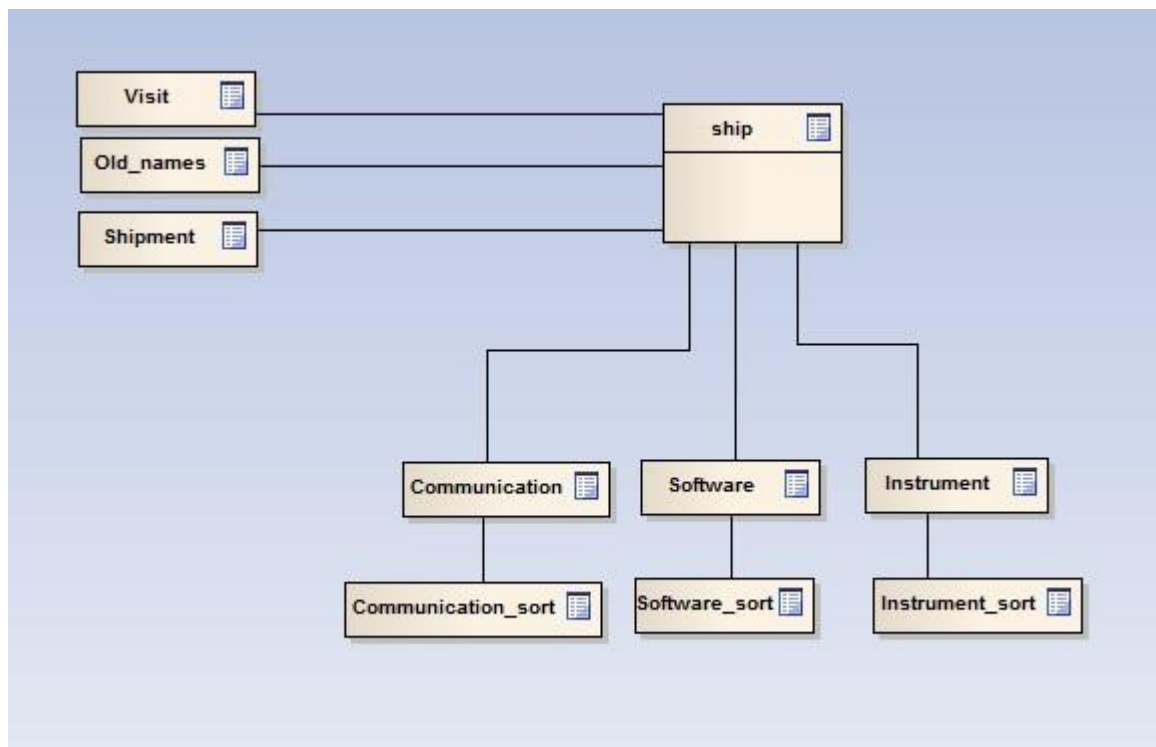 Visit
ship
Old_names
Shipment
Communication
Software
Instrument
Communication_sort
Software_sort
Instrument_sort